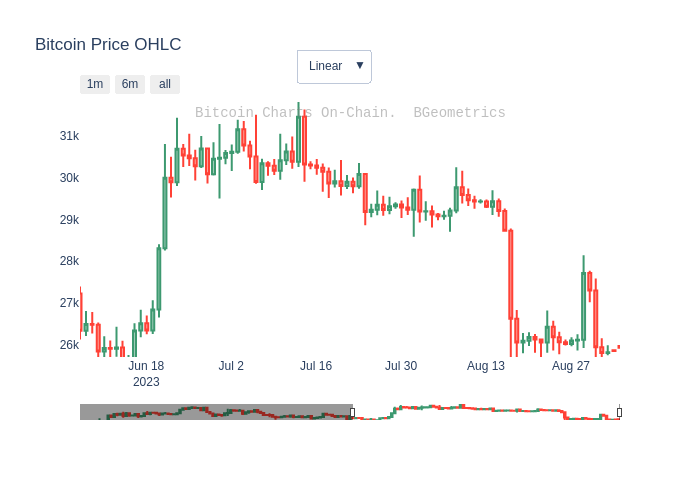 Bitcoin Price OHLC
Linear ▼
1m 6m all
Bitcoin Charts On-Chain. BGeometrics
31k
30k
29k
28k
27k
26k
Jun 18 Jul 2 Jul 16 Jul 30 Aug 13 Aug 27
2023